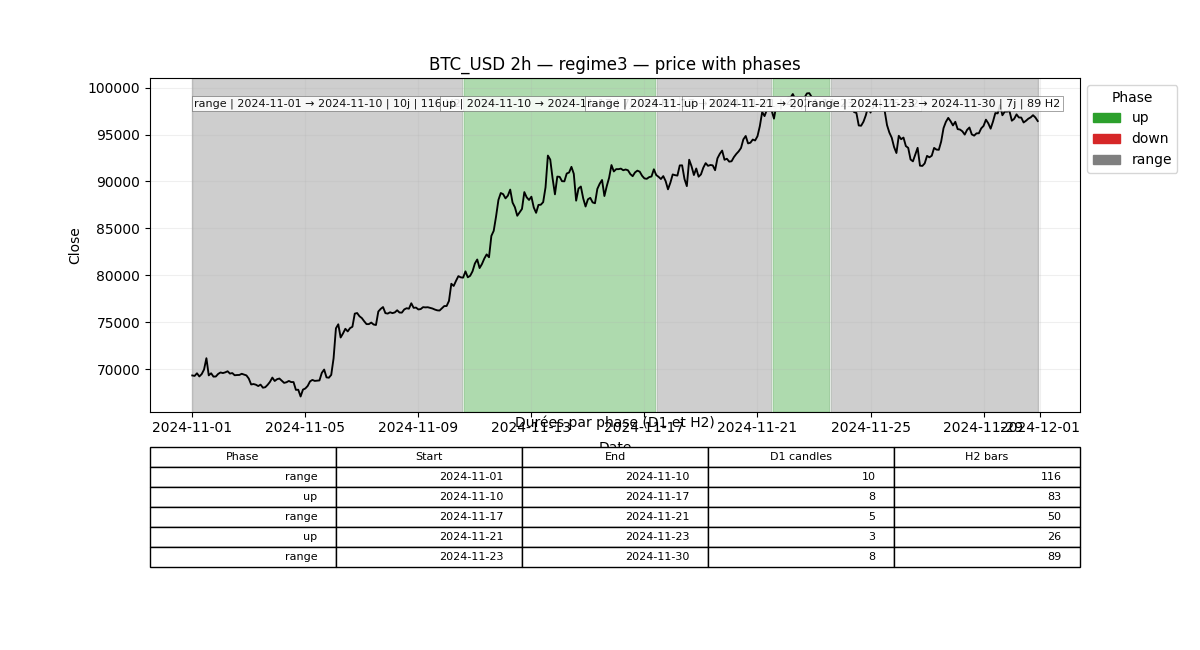 BTC_USD 2h — regime3 — price with phases
100000
95000
90000
85000
80000
75000
70000
Close
range | 2024-11-01 → 2024-11-10 | 10j | 116
up | 2024-11-10 → 2024-1
range | 2024-11-
up | 2024-11-21 → 20
range | 2024-11-23 → 2024-11-30 | 7j | 89 H2
Phase
up
down
range
2024-11-01 2024-11-05 2024-11-09 2024-11-13 2024-11-17 2024-11-21 2024-11-25 2024-11-29 2024-12-01
Durées par phase (D1 et H2)
Date
Phase Start End D1 candles H2 bars
range 2024-11-01 2024-11-10 10 116
up 2024-11-10 2024-11-17 8 83
range 2024-11-17 2024-11-21 5 50
up 2024-11-21 2024-11-23 3 26
range 2024-11-23 2024-11-30 8 89